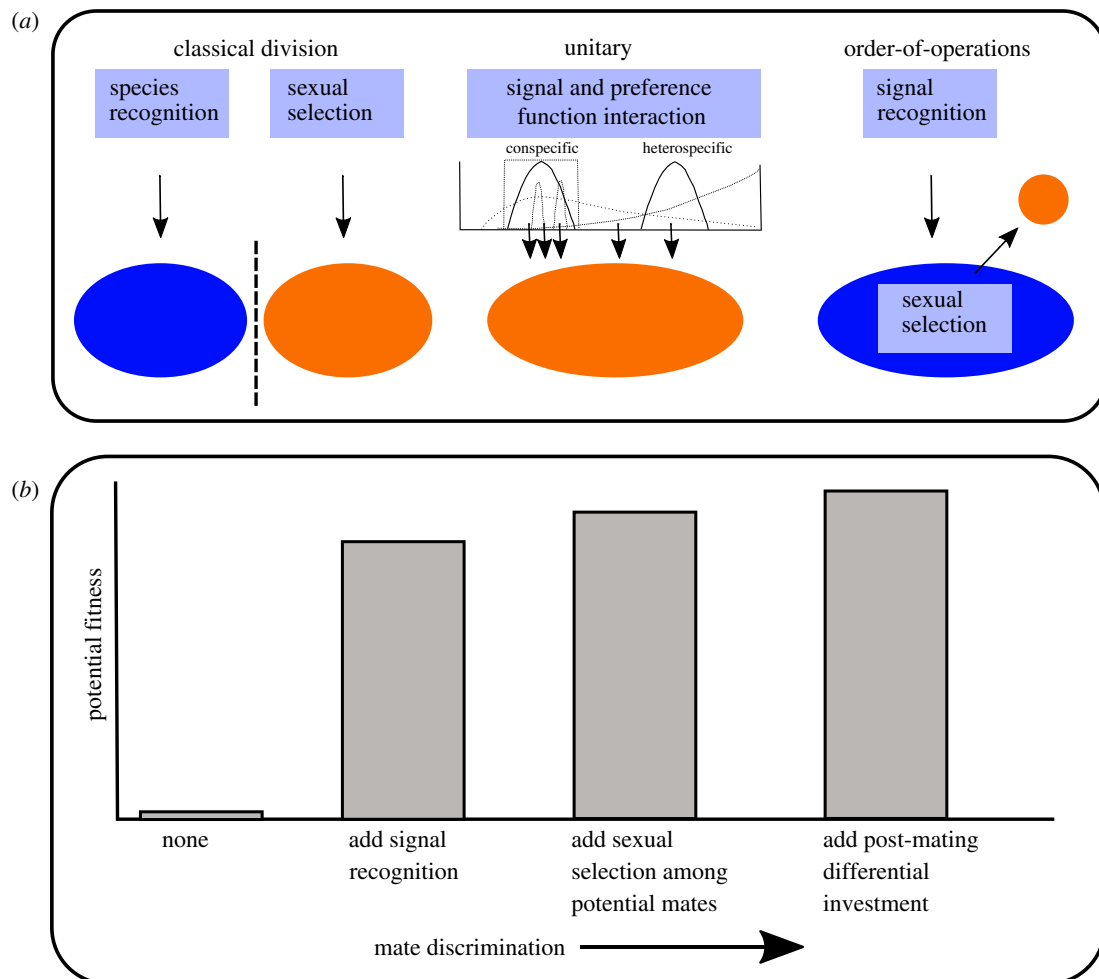 (a)
classical division
unitary
order-of-operations
species
recognition
sexual
selection
signal and preference
function interaction
signal
recognition
conspecific
heterospecific
sexual
selection
(b)
potential fitness
none
add signal
recognition
add sexual
selection among
potential mates
add post-mating
differential
investment
mate discrimination